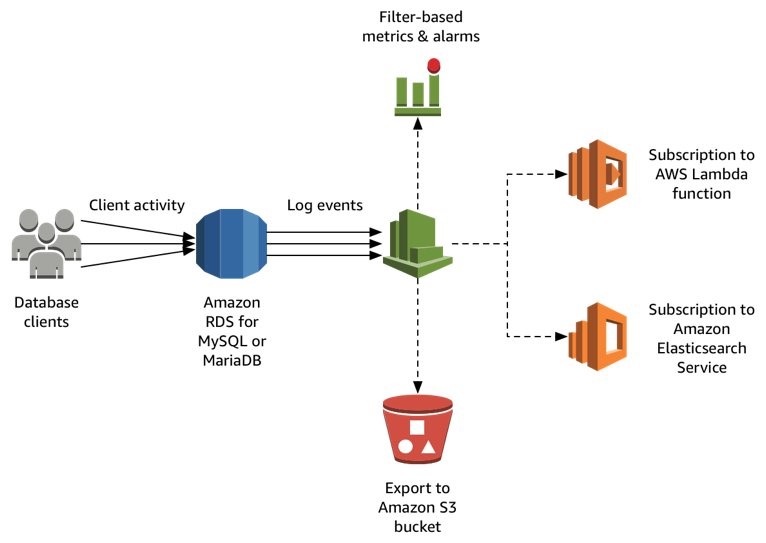 Filter-based
metrics & alarms
Client activity
Log events
Subscription to
AWS Lambda
function
Database
clients
Amazon
RDS for
MySQL or
MariaDB
Subscription to
Amazon
Elasticsearch
Service
Export to
Amazon S3
bucket